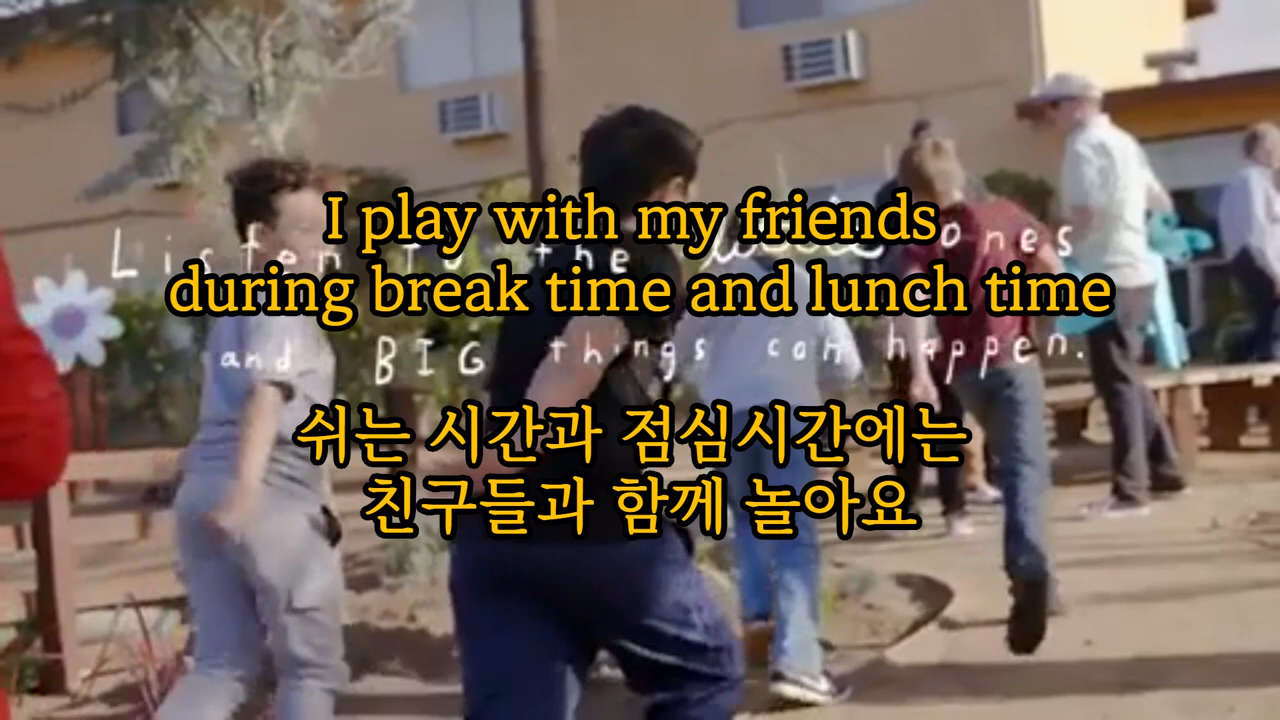 I play with my friends
Listen to the little ones
during break time and lunch time
and BIG things can happen.
쉬는 시간과 점심시간에는
친구들과 함께 놀아요